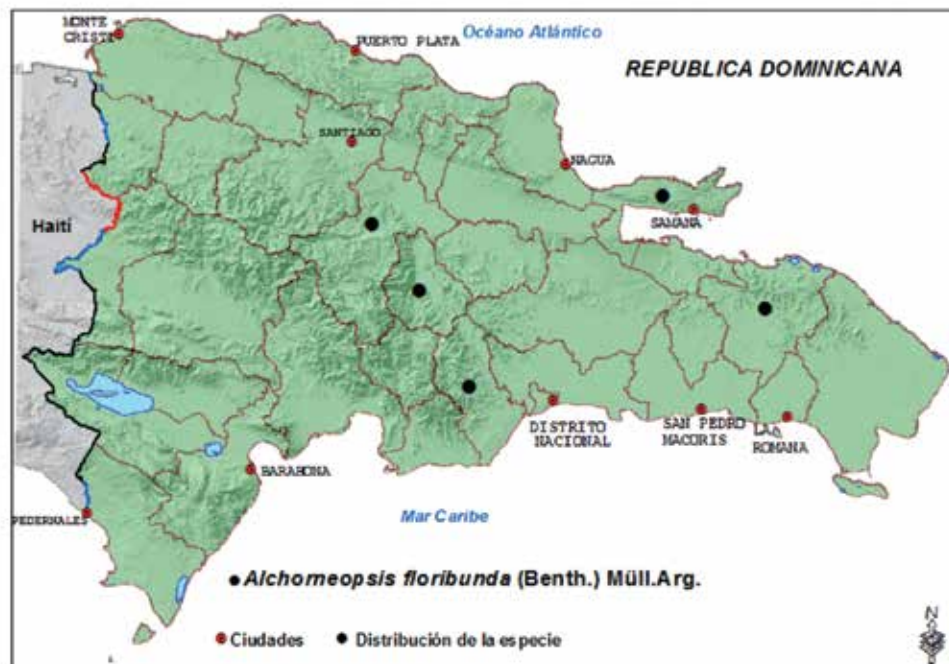 MONTE
CRISTI
PUERTO PLATA
Océano Atlántico
REPUBLICA DOMINICANA
SANTIAGO
NAGUA
SAMANA
Haití
DISTRITO
NACIONAL
SAN PEDRO
MACORIS
LA
ROMANA
BARAHONA
PEDERNALES
Mar Caribe
Alchorneopsis floribunda (Benth.) Müll.Arg.
Ciudades
Distribución de la especie
N